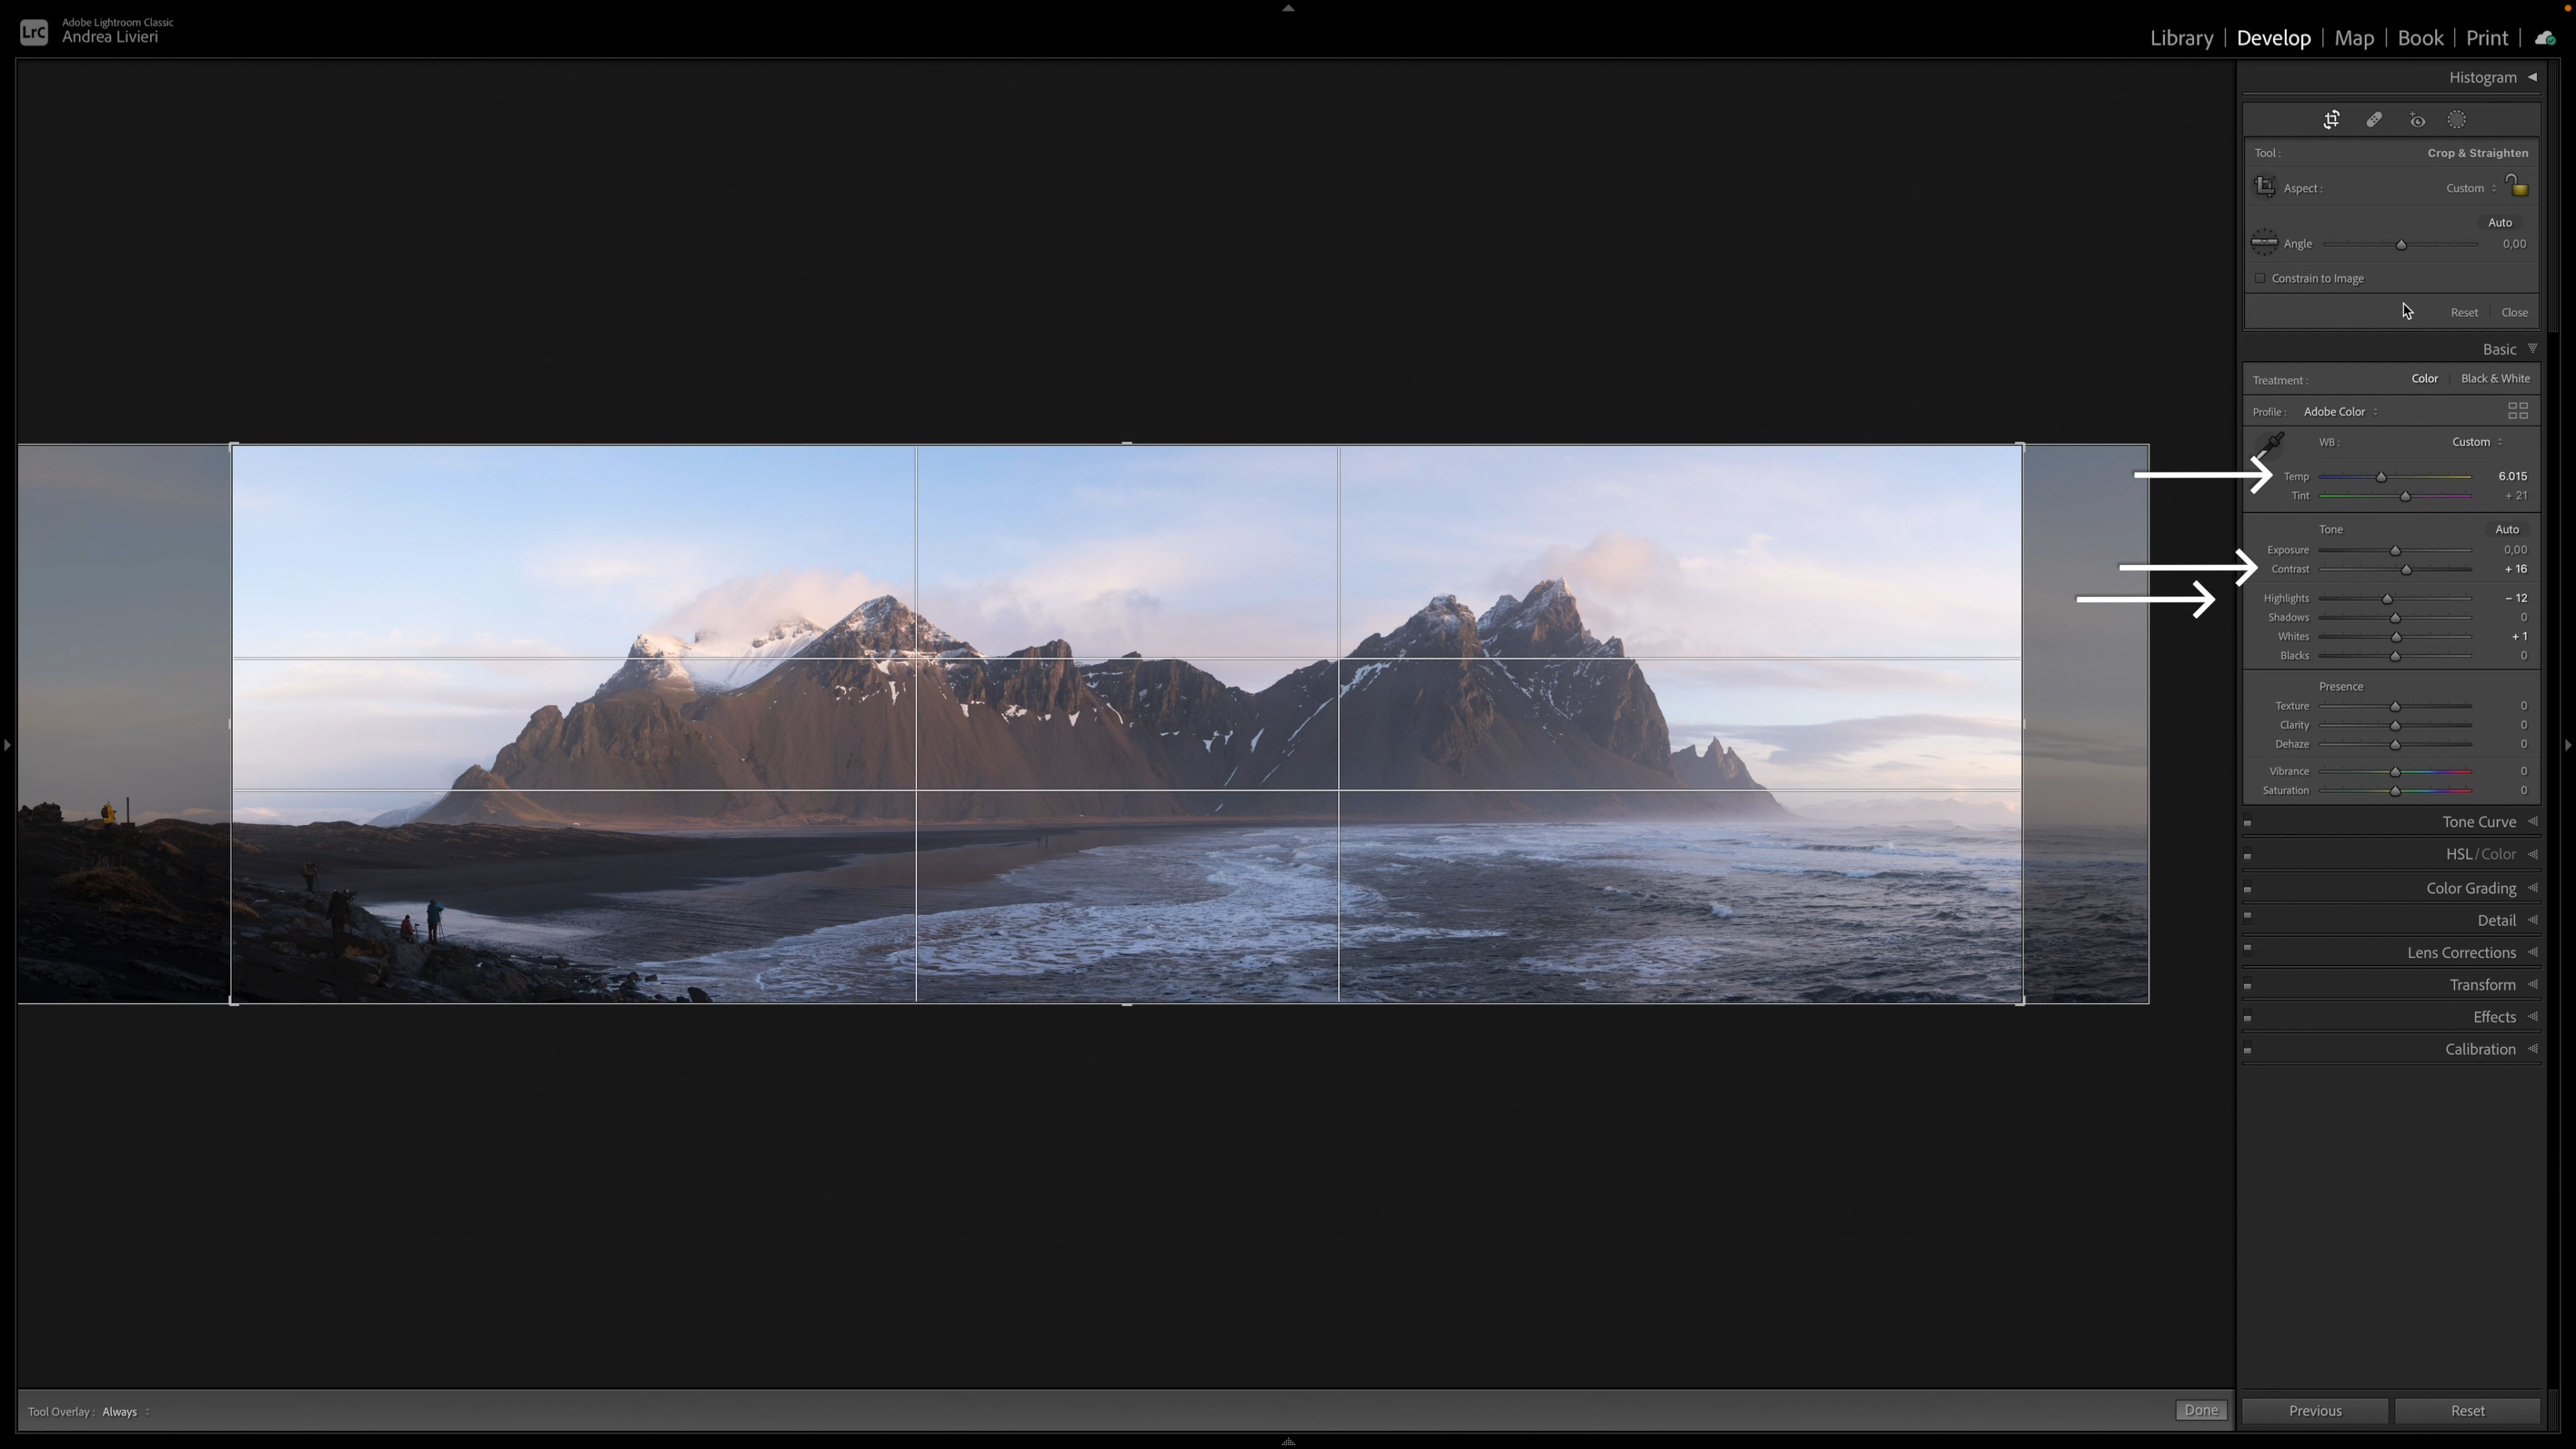 LrC
Adobe Lightroom Classic
Andrea Livieri
Library | Develop | Map | Book | Print |
Histogram
Tool : Crop & Straighten
Aspect : Custom
Auto
Angle 0,00
Constrain to Image
Reset Close
Basic
Treatment : Color Black & White
Profile : Adobe Color
WB : Custom
Temp 6.015
Tint + 21
Tone Auto
Exposure 0,00
Contrast + 16
Highlights − 12
Shadows 0
Whites + 1
Blacks 0
Presence
Texture 0
Clarity 0
Dehaze 0
Vibrance 0
Saturation 0
Tone Curve
HSL / Color
Color Grading
Detail
Lens Corrections
Transform
Effects
Calibration
Tool Overlay : Always
Done
Previous Reset